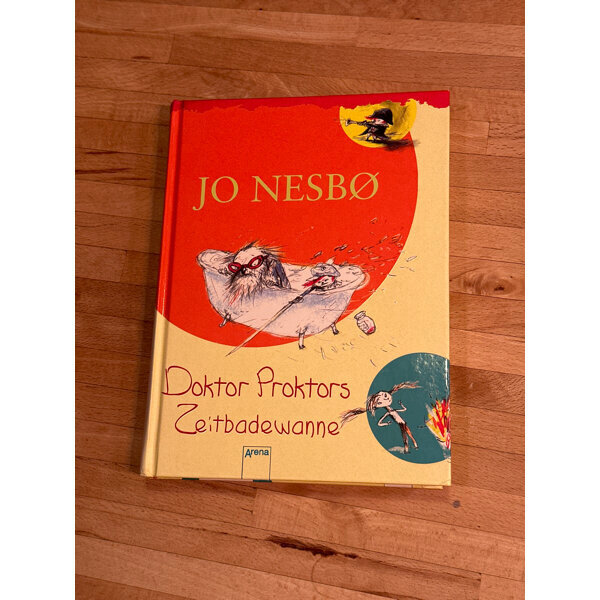 JO NESBØ
Doktor Proktors
Zeitbadewanne
Arena